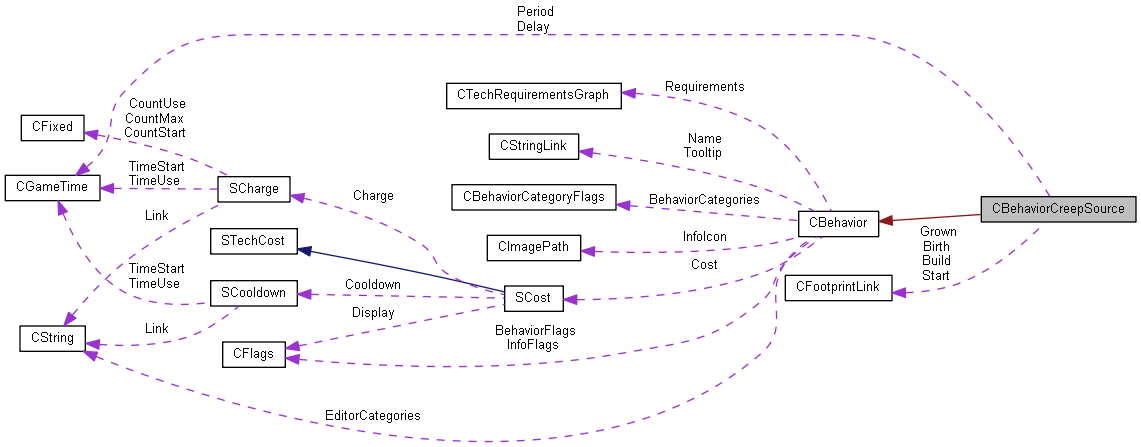 Period
Delay
CTechRequirementsGraph
Requirements
CountUse
CountMax
CountStart
CFixed
CStringLink
Name
Tooltip
TimeStart
TimeUse
CGameTime
SCharge
Charge
CBehaviorCategoryFlags
BehaviorCategories
CBehaviorCreepSource
Link
STechCost
CImagePath
InfoIcon
CBehavior
Grown
Birth
Build
Start
TimeStart
TimeUse
SCooldown
Cooldown
SCost
Cost
CFootprintLink
Display
Link
CString
CFlags
BehaviorFlags
InfoFlags
EditorCategories